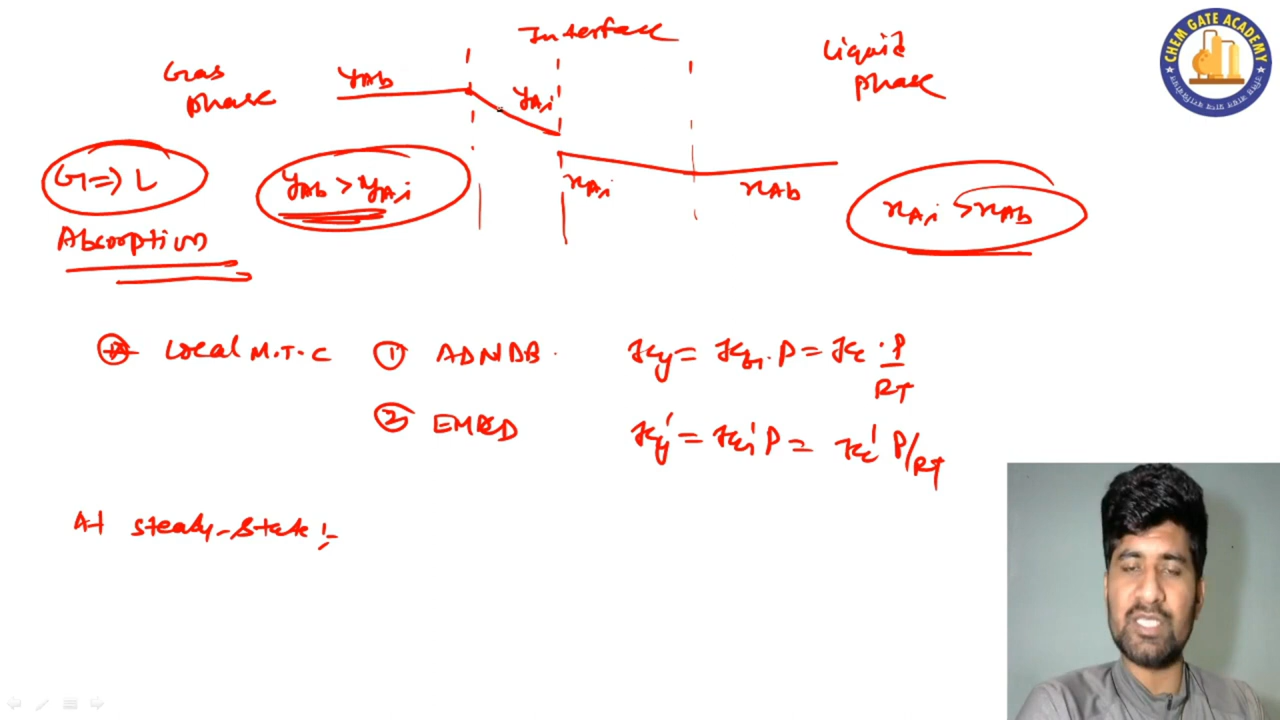 Interface
Gas phase
Liquid phase
yAb
yAi
G => L
yAb > yAi
xAi
xAb
xAi > xAb
Absorption
Local M.T.C
① ADNDB
ky = kG . P = kc . P/RT
② EMCD
ky' = kG' P = kc' P/RT
At steady-state :-
CHEM GATE ACADEMY